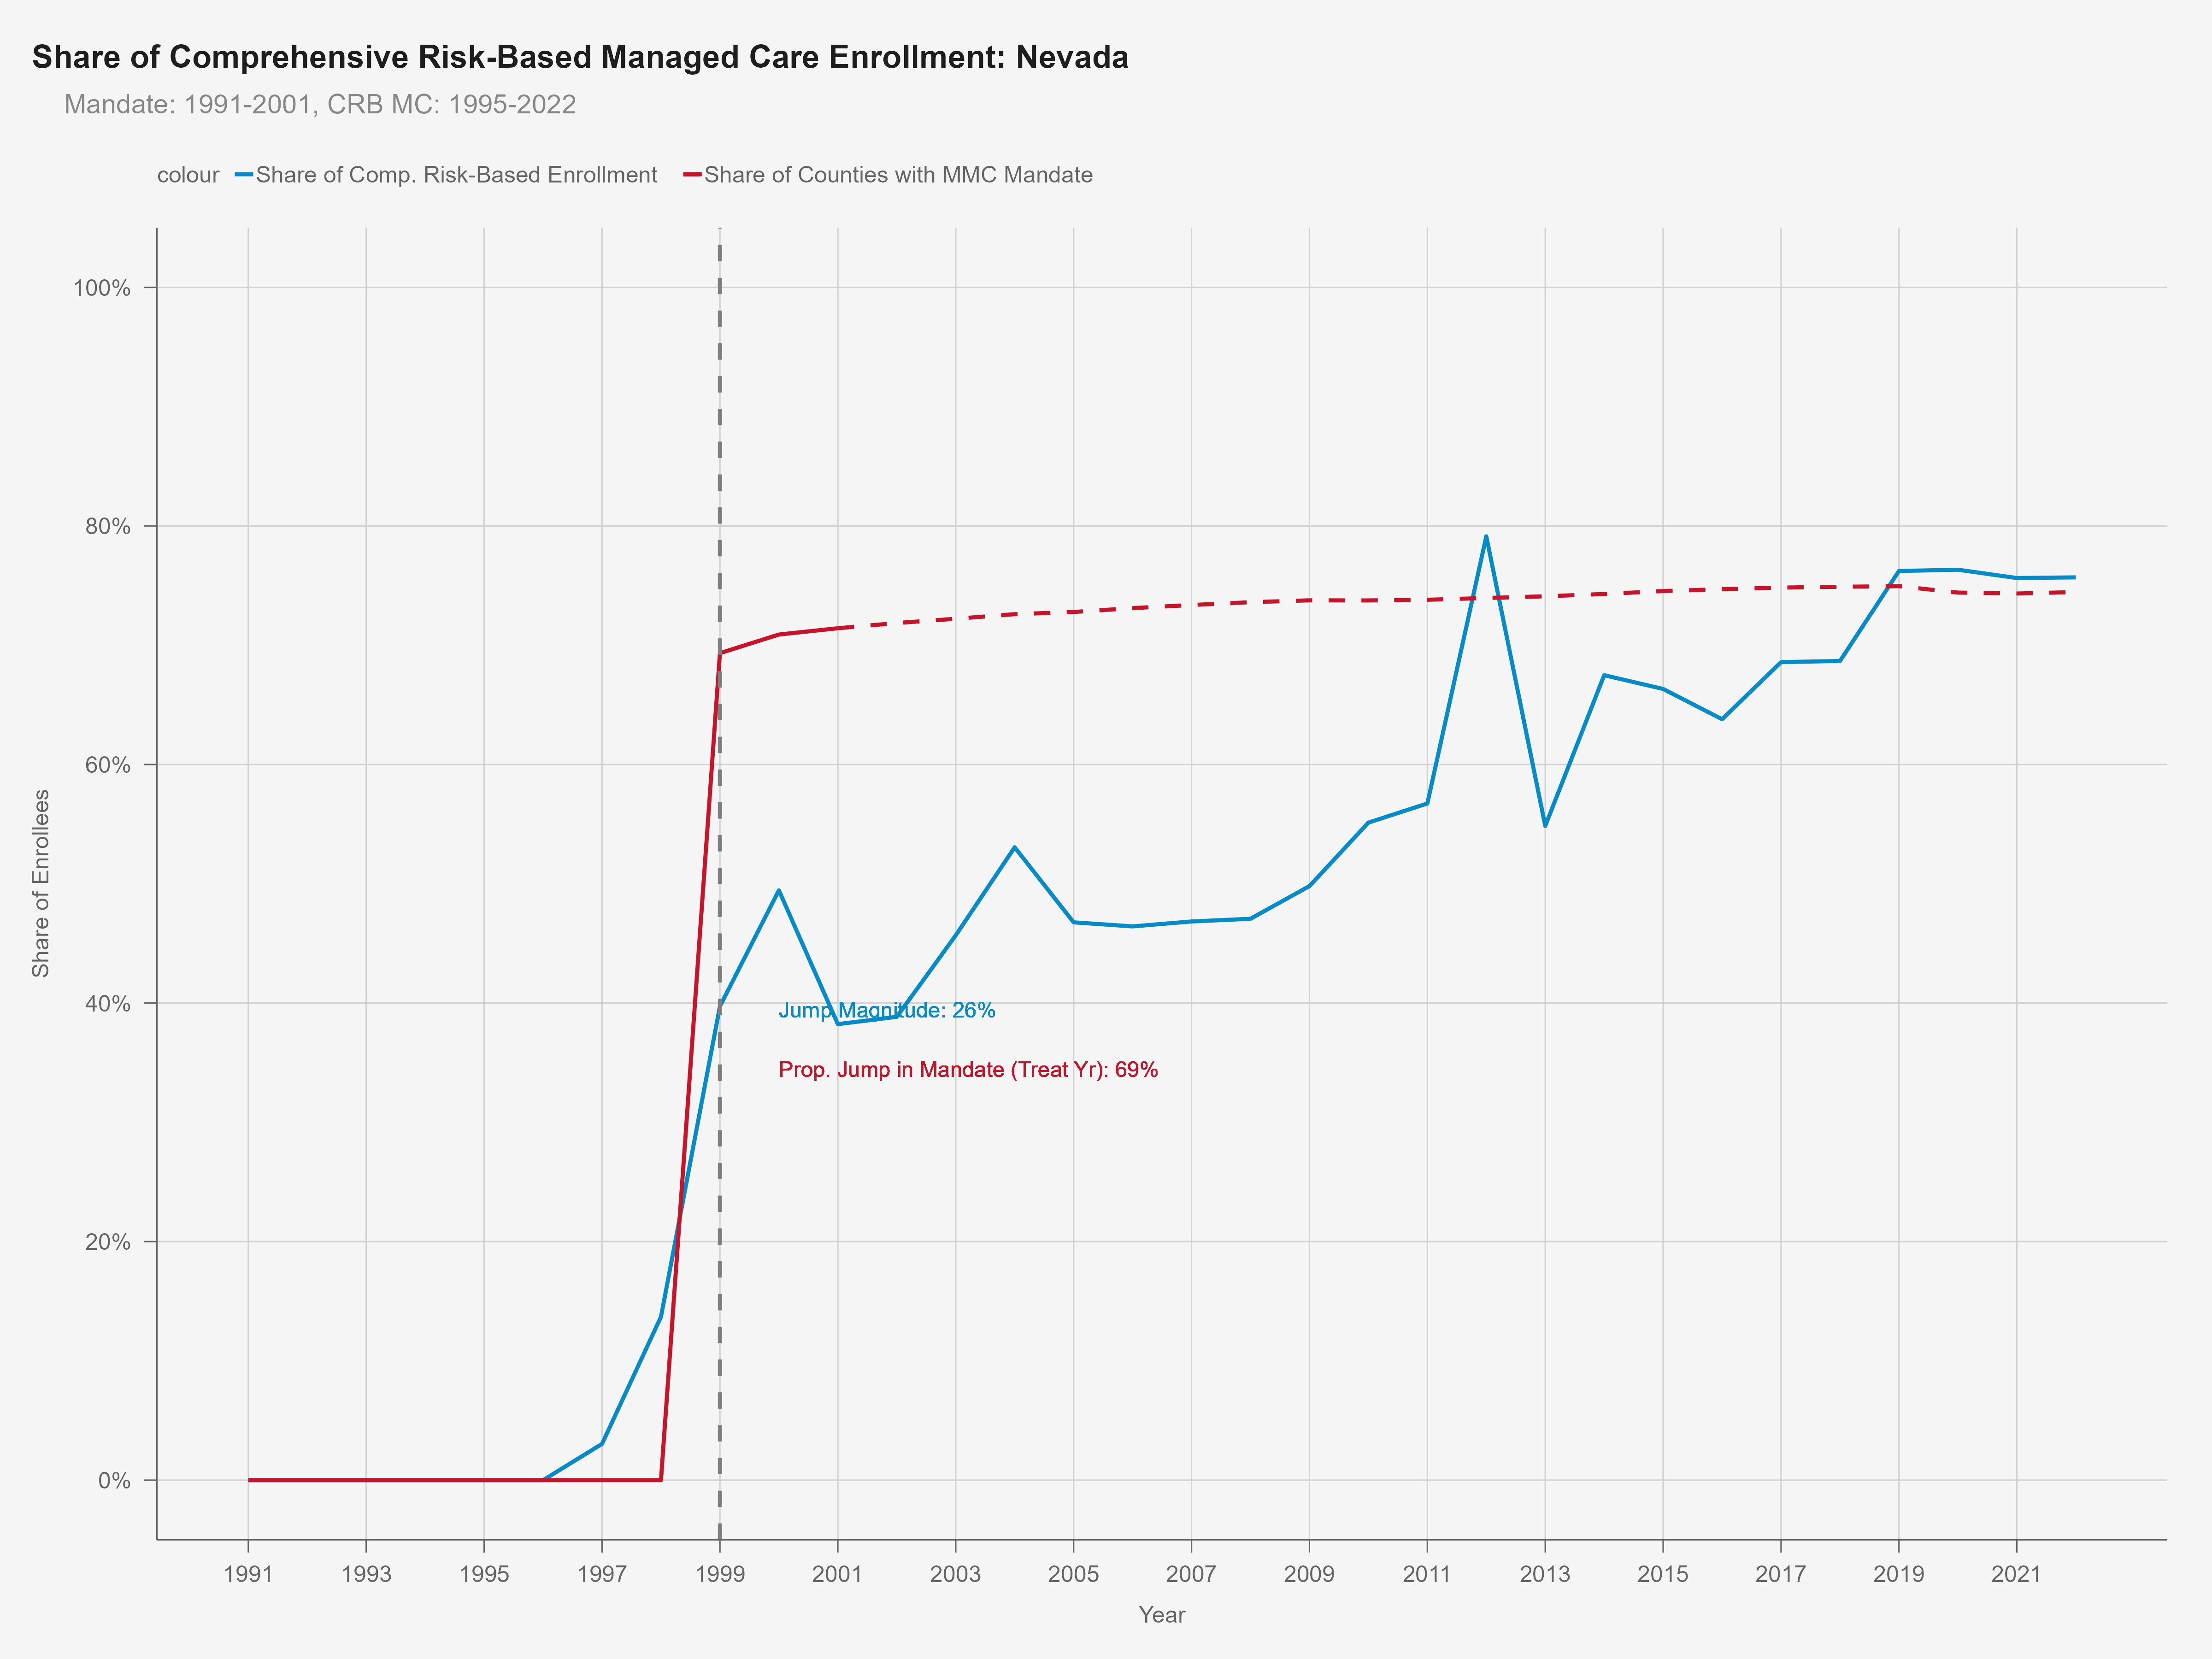 Share of Comprehensive Risk-Based Managed Care Enrollment: Nevada
Mandate: 1991-2001, CRB MC: 1995-2022
colour Share of Comp. Risk-Based Enrollment Share of Counties with MMC Mandate
100%
80%
60%
40%
20%
0%
Share of Enrollees
Jump Magnitude: 26%
Prop. Jump in Mandate (Treat Yr): 69%
1991 1993 1995 1997 1999 2001 2003 2005 2007 2009 2011 2013 2015 2017 2019 2021
Year